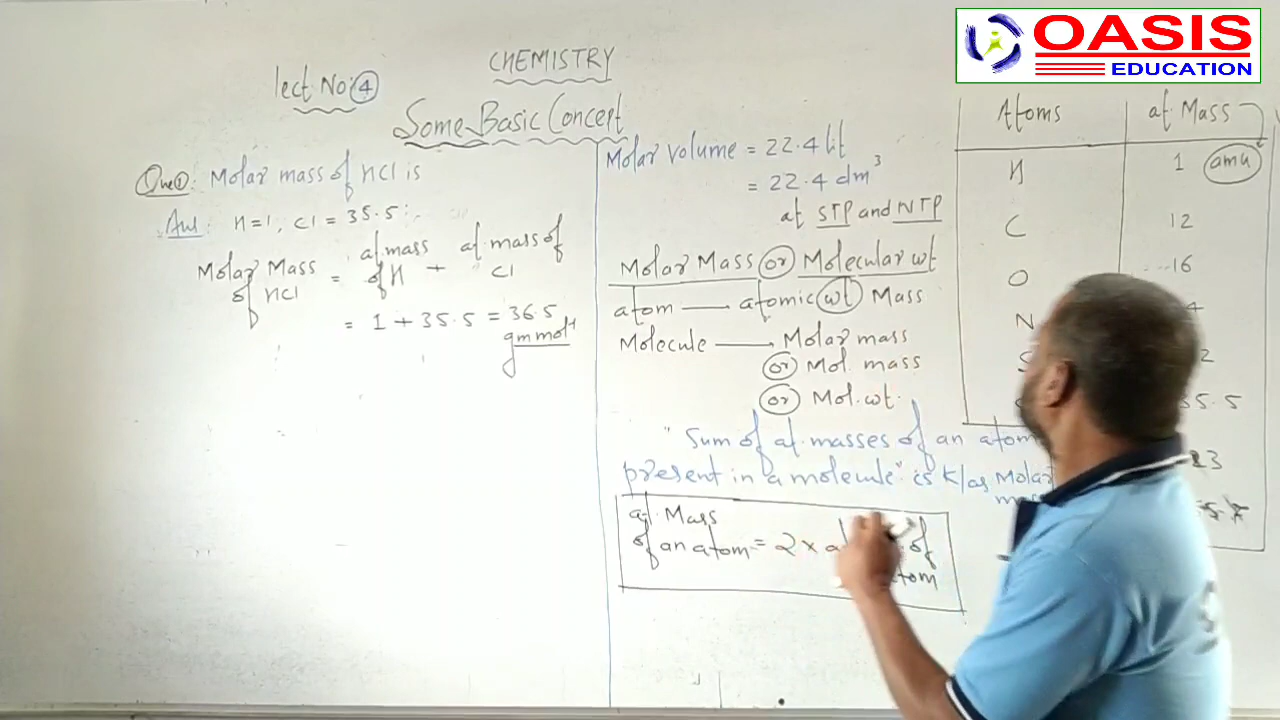 OASIS
EDUCATION
CHEMISTRY
Lect No: 4
Some Basic Concept
Que①: Molar mass of HCl is
Ans: H=1, Cl = 35.5
Molar Mass of HCl = at mass of H + at. mass of Cl
= 1 + 35.5 = 36.5
gm mol⁻¹
Molar volume = 22.4 lit
= 22.4 dm³
at STP and NTP
Molar Mass or Molecular wt
atom — atomic wt Mass
Molecule — Molar mass
or Mol. mass
or Mol. wt.
"Sum of at. masses of an atom
present in a molecule" is K/as Molar
at. Mass
of an atom = 2 x of
atom
Atoms at Mass
H 1 amu
C 12
O 16
N
S
35.5
23